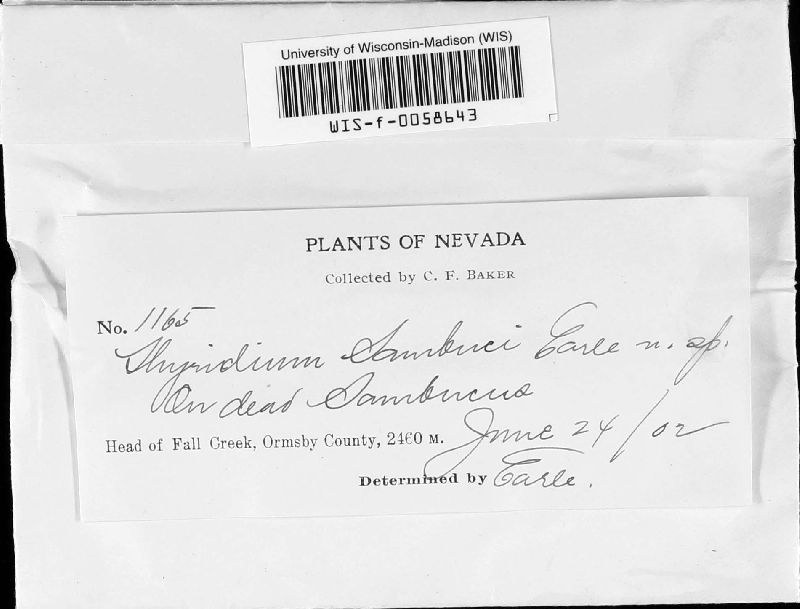 University of Wisconsin-Madison (WIS)
WIS-f-0058643
PLANTS OF NEVADA
Collected by C. F. BAKER
No. 1165
Thyridium Sambuci Earle n. sp.
On dead Sambucus
Head of Fall Creek, Ormsby County, 2460 M. June 24/02
Determined by Earle.